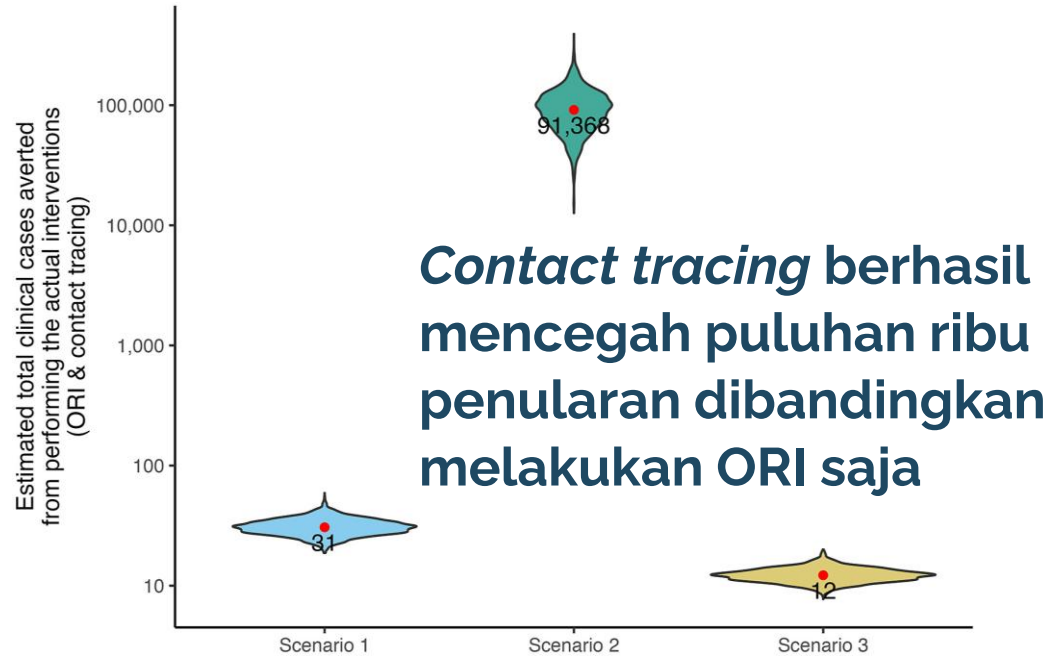 Estimated total clinical cases averted
from performing the actual interventions
(ORI & contact tracing)
100,000
10,000
1,000
100
10
91,368
31
12
Contact tracing berhasil
mencegah puluhan ribu
penularan dibandingkan
melakukan ORI saja
Scenario 1
Scenario 2
Scenario 3